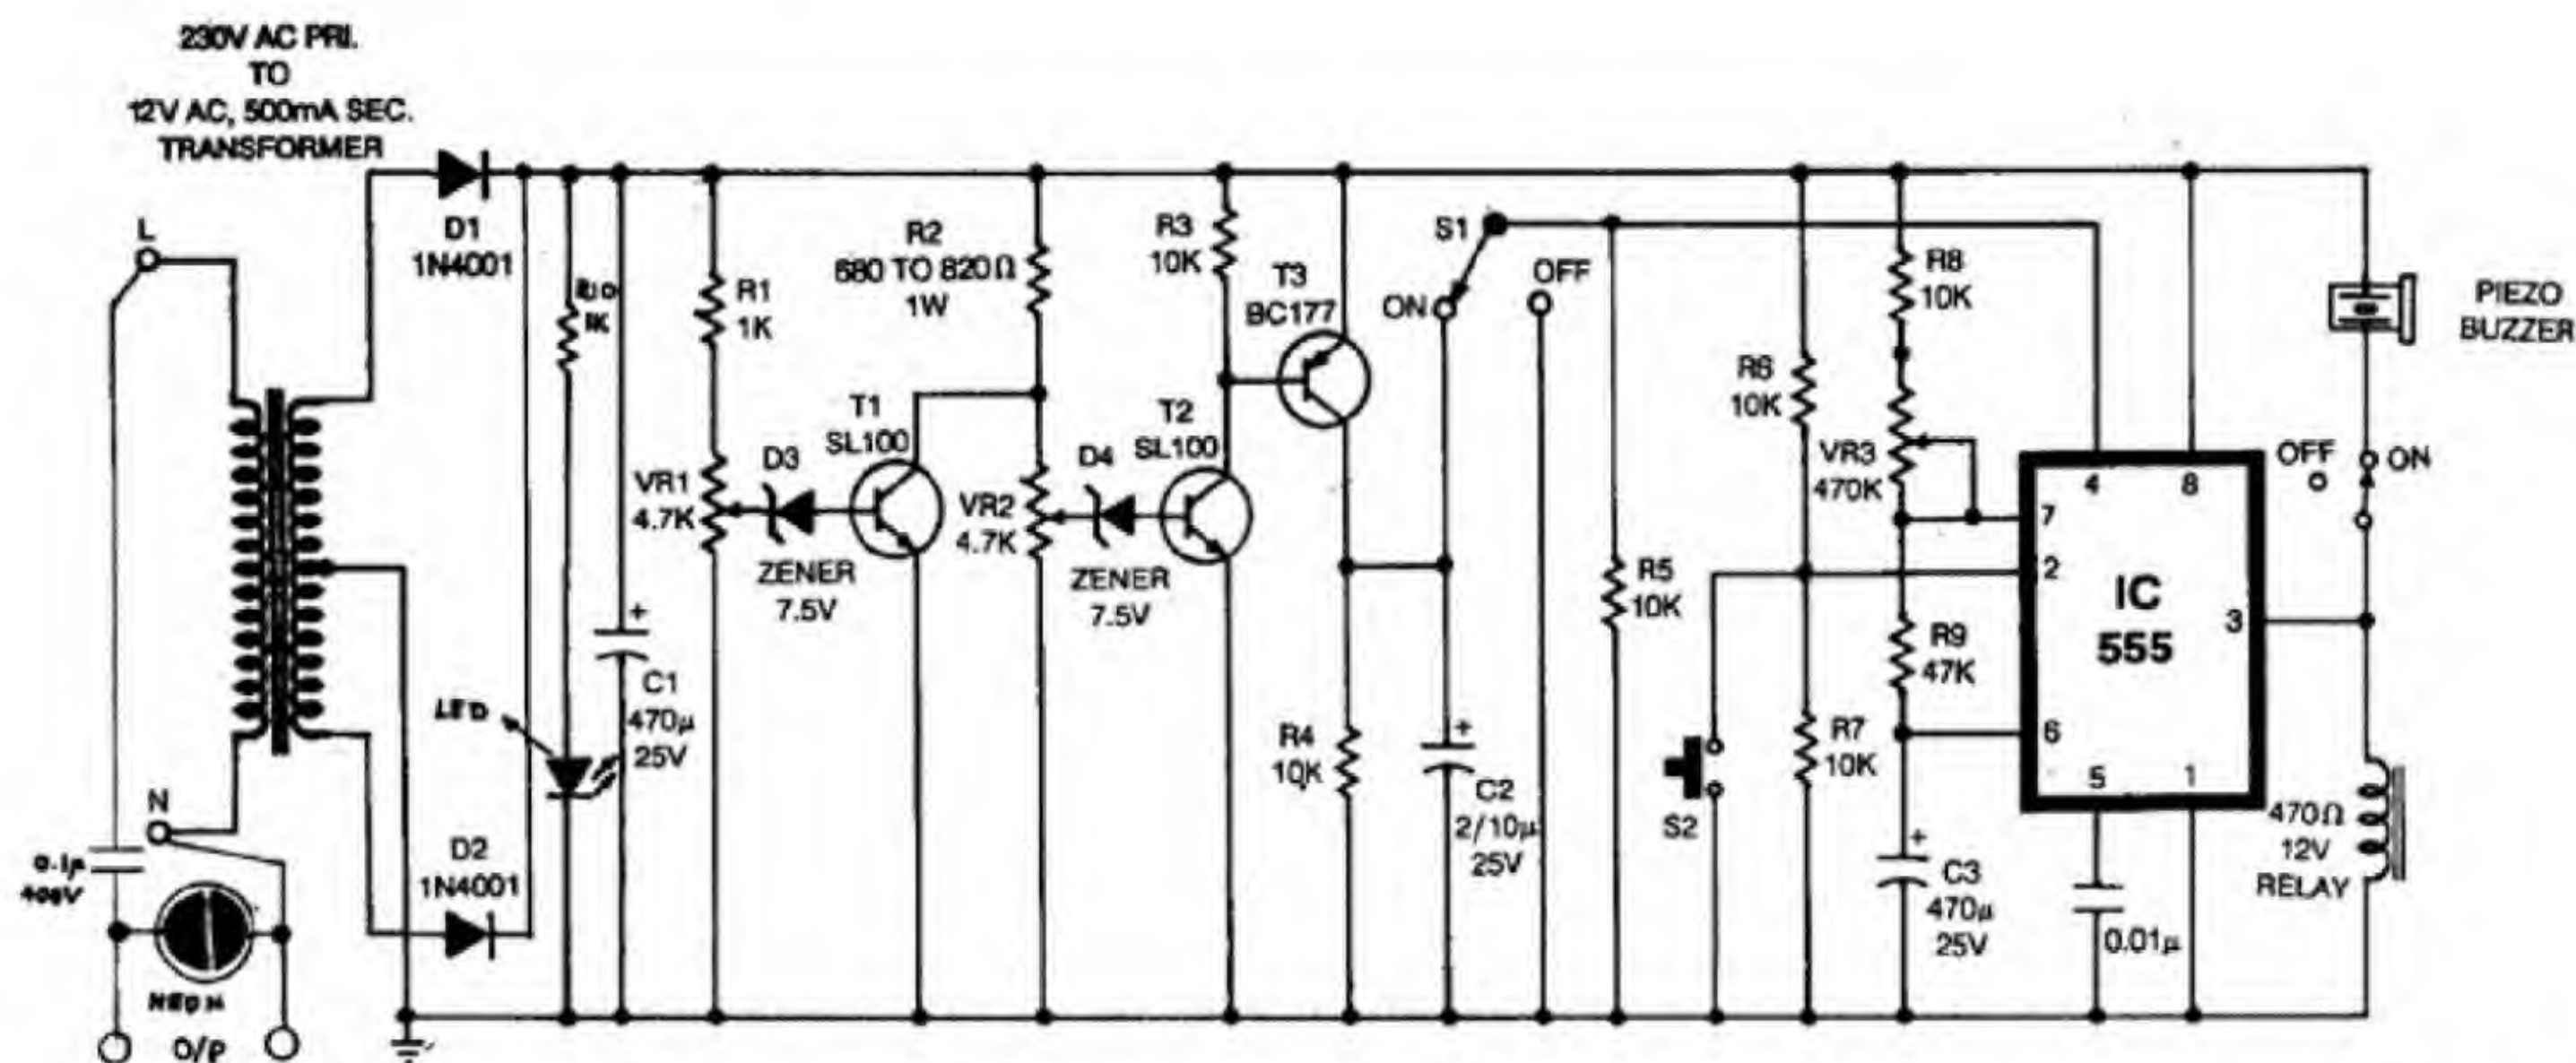 230V AC PRI.
TO
12V AC, 500mA SEC.
TRANSFORMER
L
D1
1N4001
R10
1K
R1
1K
R2
680 TO 820Ω
1W
R3
10K
T3
BC177
S1
ON
OFF
R8
10K
PIEZO
BUZZER
R6
10K
T1
SL100
T2
SL100
VR1
4.7K
D3
VR2
4.7K
D4
VR3
470K
4
8
OFF
ON
7
2
ZENER
7.5V
ZENER
7.5V
R5
10K
IC
555
3
R9
47K
LED
C1
470µ
25V
R4
10K
C2
2/10µ
25V
S2
R7
10K
6
5
1
470Ω
12V
RELAY
N
0.1µ
400V
D2
1N4001
C3
470µ
25V
0.01µ
NEON
O/P
+
+
+